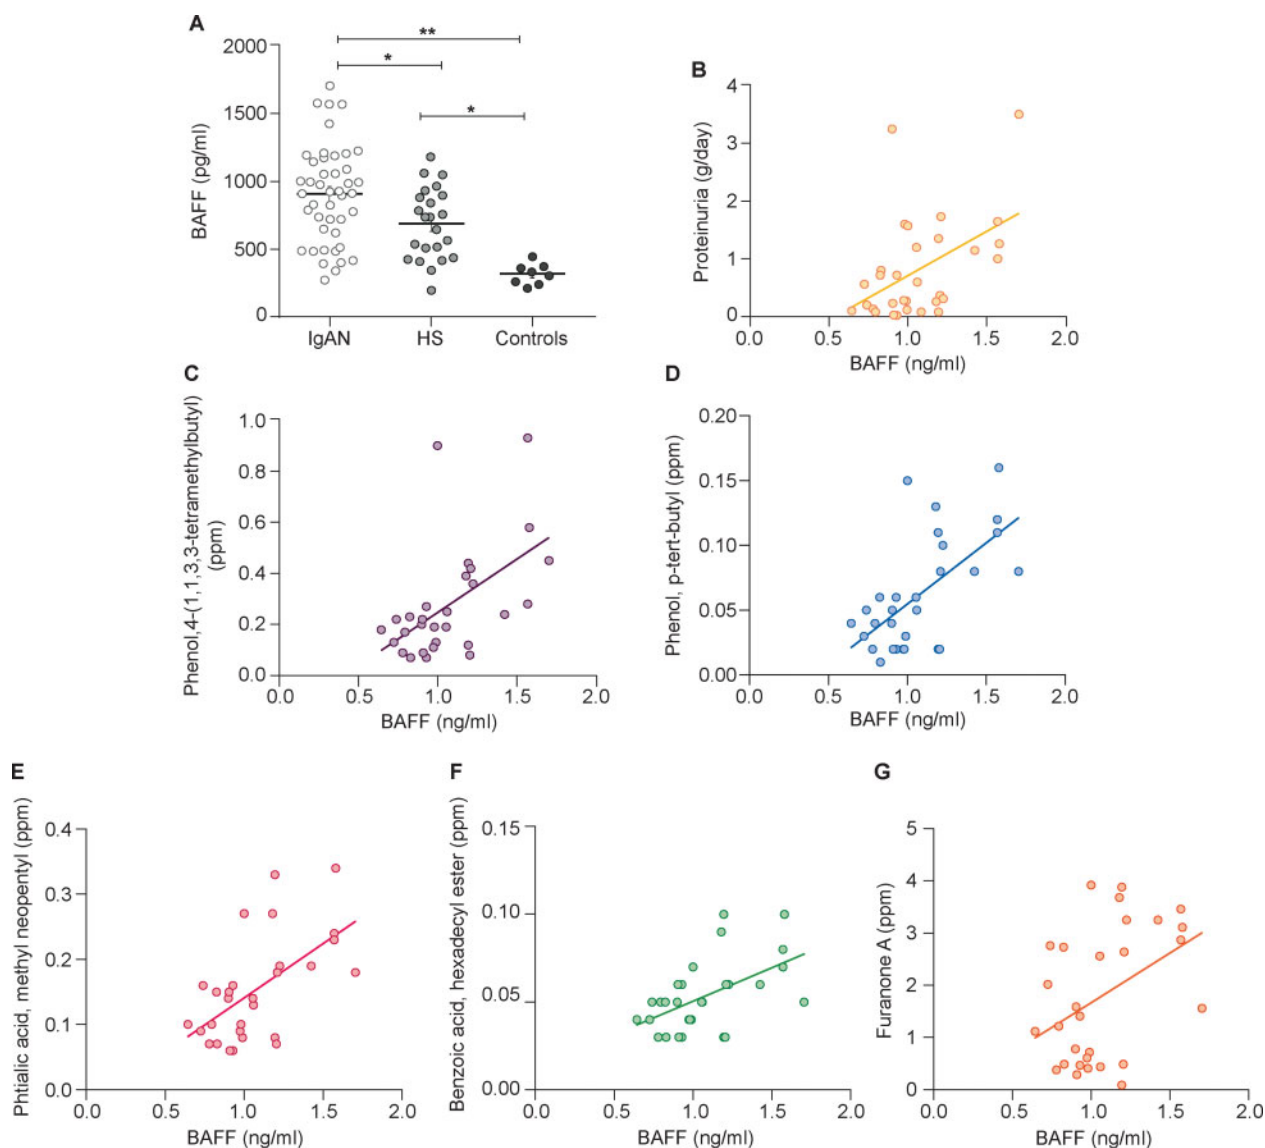 A
BAFF (pg/ml)
2000
1500
1000
500
0
**
*
*
IgAN HS Controls
B
Proteinuria (g/day)
4
3
2
1
0
0.0 0.5 1.0 1.5 2.0
BAFF (ng/ml)
C
Phenol,4-(1,1,3,3-tetramethylbutyl)
(ppm)
1.0
0.8
0.6
0.4
0.2
0.0
0.0 0.5 1.0 1.5 2.0
BAFF (ng/ml)
D
Phenol, p-tert-butyl (ppm)
0.20
0.15
0.10
0.05
0.00
0.0 0.5 1.0 1.5 2.0
BAFF (ng/ml)
E
Phtialic acid, methyl neopentyl (ppm)
0.4
0.3
0.2
0.1
0.0
0.0 0.5 1.0 1.5 2.0
BAFF (ng/ml)
F
Benzoic acid, hexadecyl ester (ppm)
0.15
0.10
0.05
0.00
0.0 0.5 1.0 1.5 2.0
BAFF (ng/ml)
G
Furanone A (ppm)
5
4
3
2
1
0
0.0 0.5 1.0 1.5 2.0
BAFF (ng/ml)